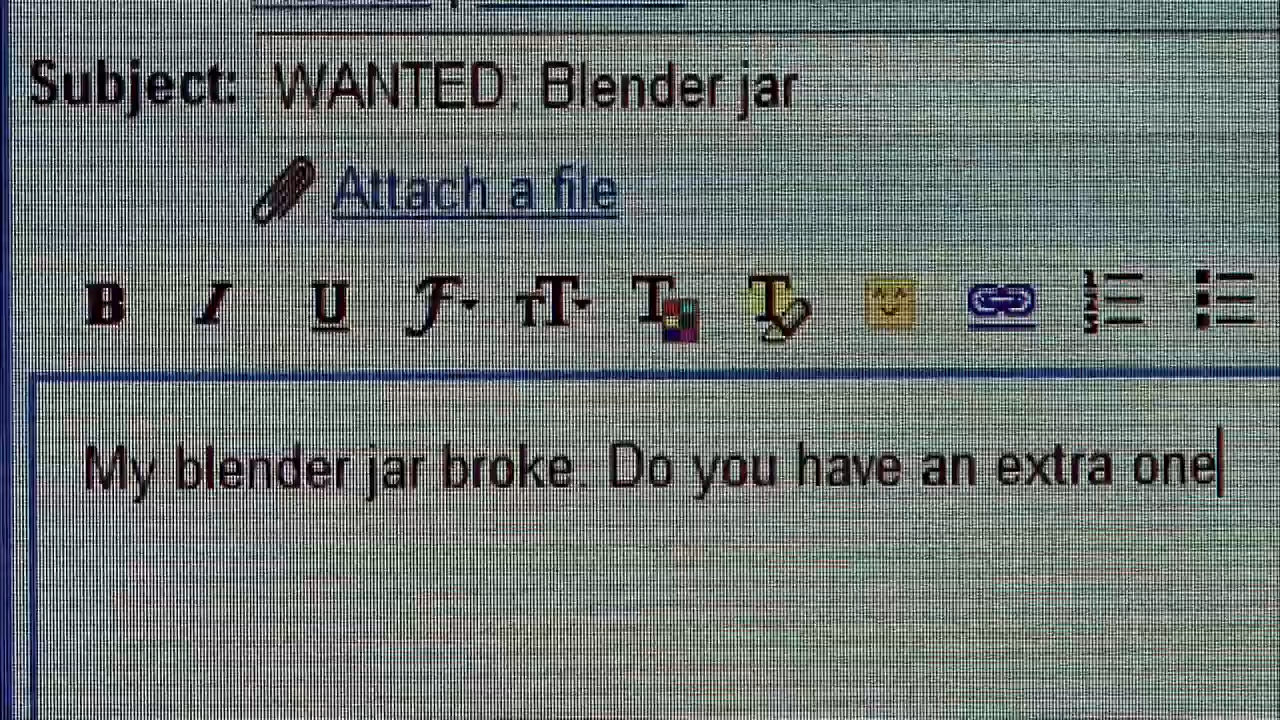 Subject: WANTED: Blender jar
Attach a file
B I U
My blender jar broke. Do you have an extra one